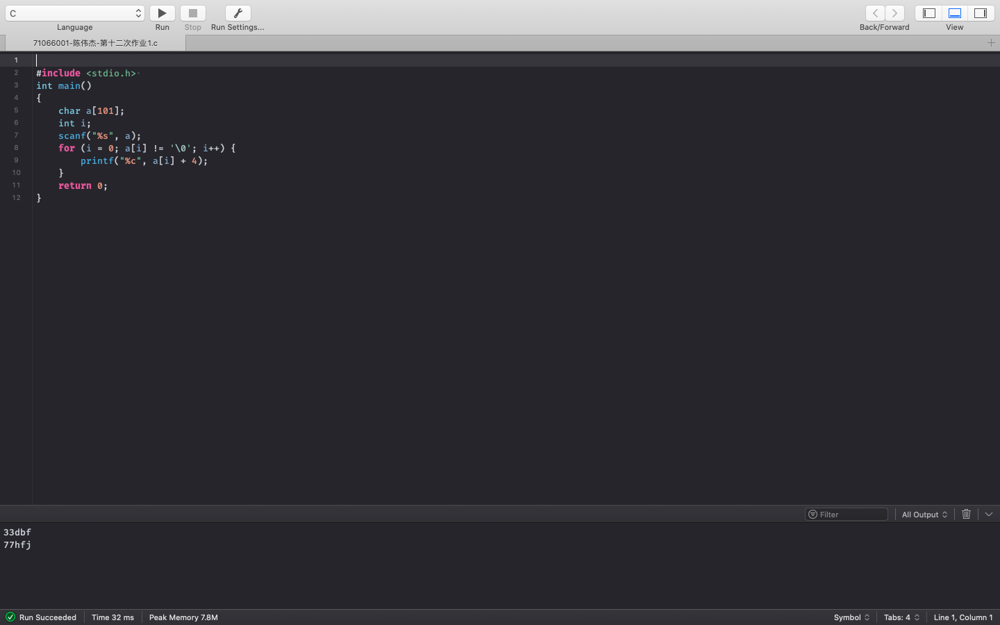 C
Language
Run
Stop
Run Settings...
Back/Forward
View
71066001-陈伟杰-第十二次作业1.c
1
2 #include <stdio.h>
3 int main()
4 {
5     char a[101];
6     int i;
7     scanf("%s", a);
8     for (i = 0; a[i] != '\0'; i++) {
9         printf("%c", a[i] + 4);
10     }
11     return 0;
12 }
Filter
All Output
33dbf
77hfj
Run Succeeded
Time 32 ms
Peak Memory 7.8M
Symbol
Tabs: 4
Line 1, Column 1